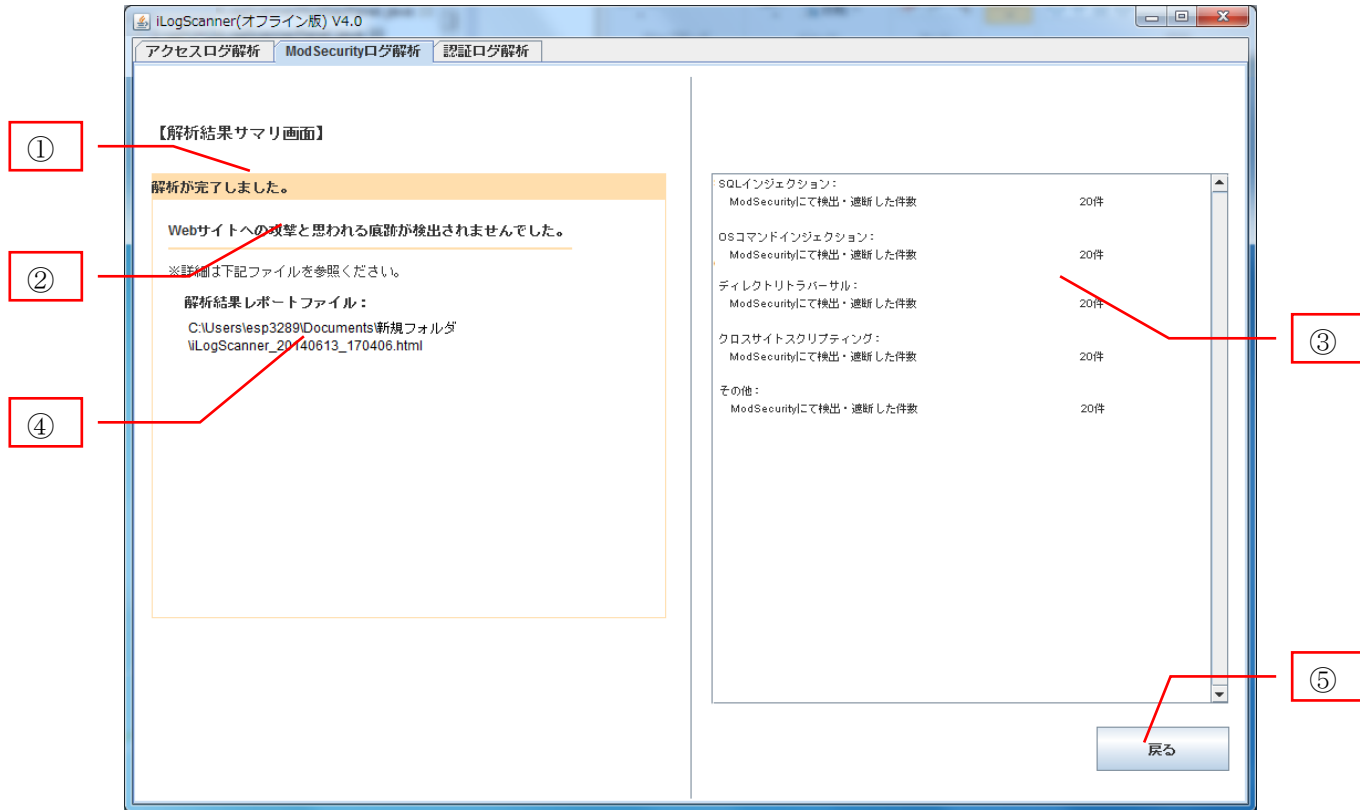 iLogScanner(オフライン版) V4.0
アクセスログ解析
ModSecurityログ解析
認証ログ解析
【解析結果サマリ画面】
①
解析が完了しました。
Webサイトへの攻撃と思われる痕跡が検出されませんでした。
②
※詳細は下記ファイルを参照ください。
解析結果レポートファイル：
C:\Users\esp3289\Documents\新規フォルダ
\iLogScanner_20140613_170406.html
④
SQLインジェクション：
ModSecurityにて検出・遮断した件数 20件
OSコマンドインジェクション：
ModSecurityにて検出・遮断した件数 20件
ディレクトリトラバーサル：
ModSecurityにて検出・遮断した件数 20件
③
クロスサイトスクリプティング：
ModSecurityにて検出・遮断した件数 20件
その他：
ModSecurityにて検出・遮断した件数 20件
⑤
戻る